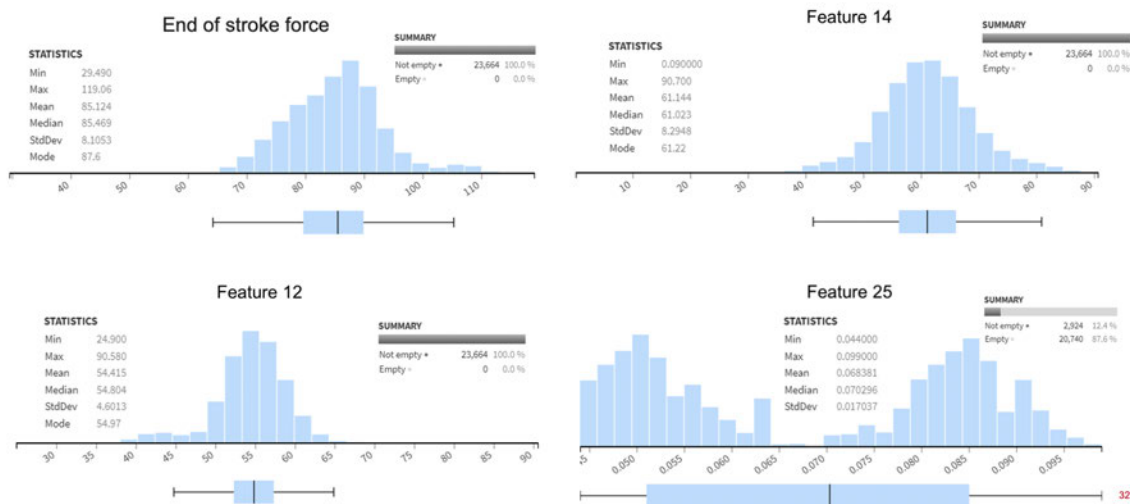 End of stroke force
STATISTICS
Min 29.490
Max 119.06
Mean 85.124
Median 85.469
StdDev 8.1053
Mode 87.6
SUMMARY
Not empty • 23,664 100.0 %
Empty ◦ 0 0.0 %
40 50 60 70 80 90 100 110
Feature 14
STATISTICS
Min 0.090000
Max 90.700
Mean 61.144
Median 61.023
StdDev 8.2948
Mode 61.22
SUMMARY
Not empty • 23,664 100.0 %
Empty ◦ 0 0.0 %
10 20 30 40 50 60 70 80 90
Feature 12
STATISTICS
Min 24.900
Max 90.580
Mean 54.415
Median 54.804
StdDev 4.6013
Mode 54.97
SUMMARY
Not empty • 23,664 100.0 %
Empty ◦ 0 0.0 %
30 35 40 45 50 55 60 65 70 75 80 85 90
Feature 25
STATISTICS
Min 0.044000
Max 0.099000
Mean 0.068381
Median 0.070296
StdDev 0.017037
SUMMARY
Not empty • 2,924 12.4 %
Empty ◦ 20,740 87.6 %
0.050 0.055 0.060 0.065 0.070 0.075 0.080 0.085 0.090 0.095
32